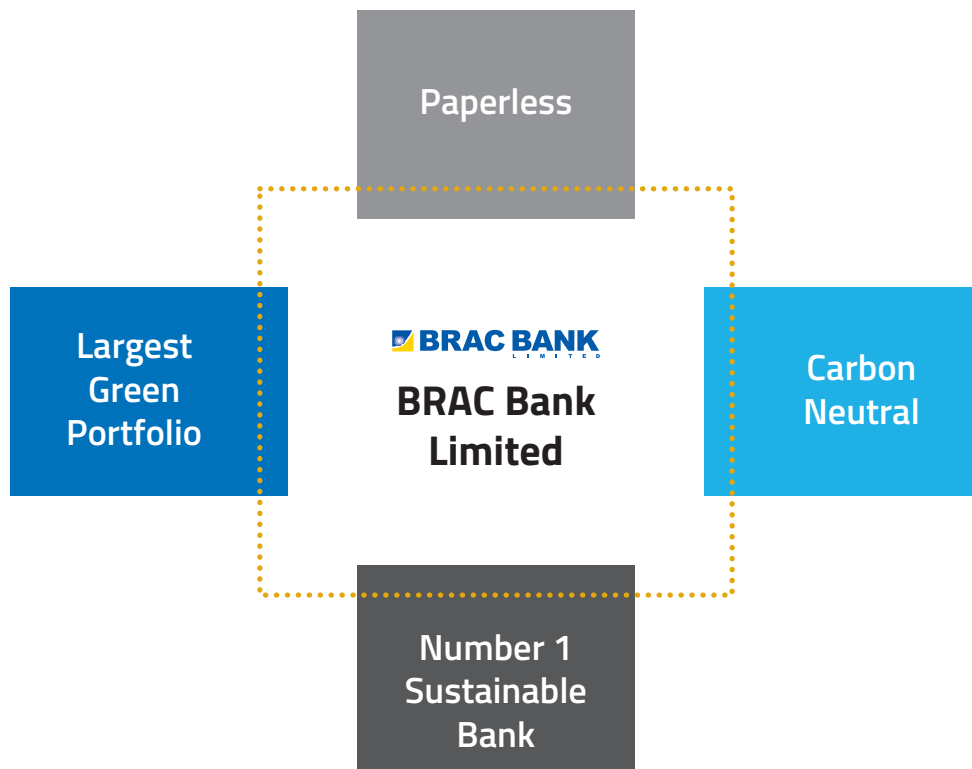 Paperless
Largest
Green
Portfolio
BRAC BANK
LIMITED
BRAC Bank
Limited
Carbon
Neutral
Number 1
Sustainable
Bank